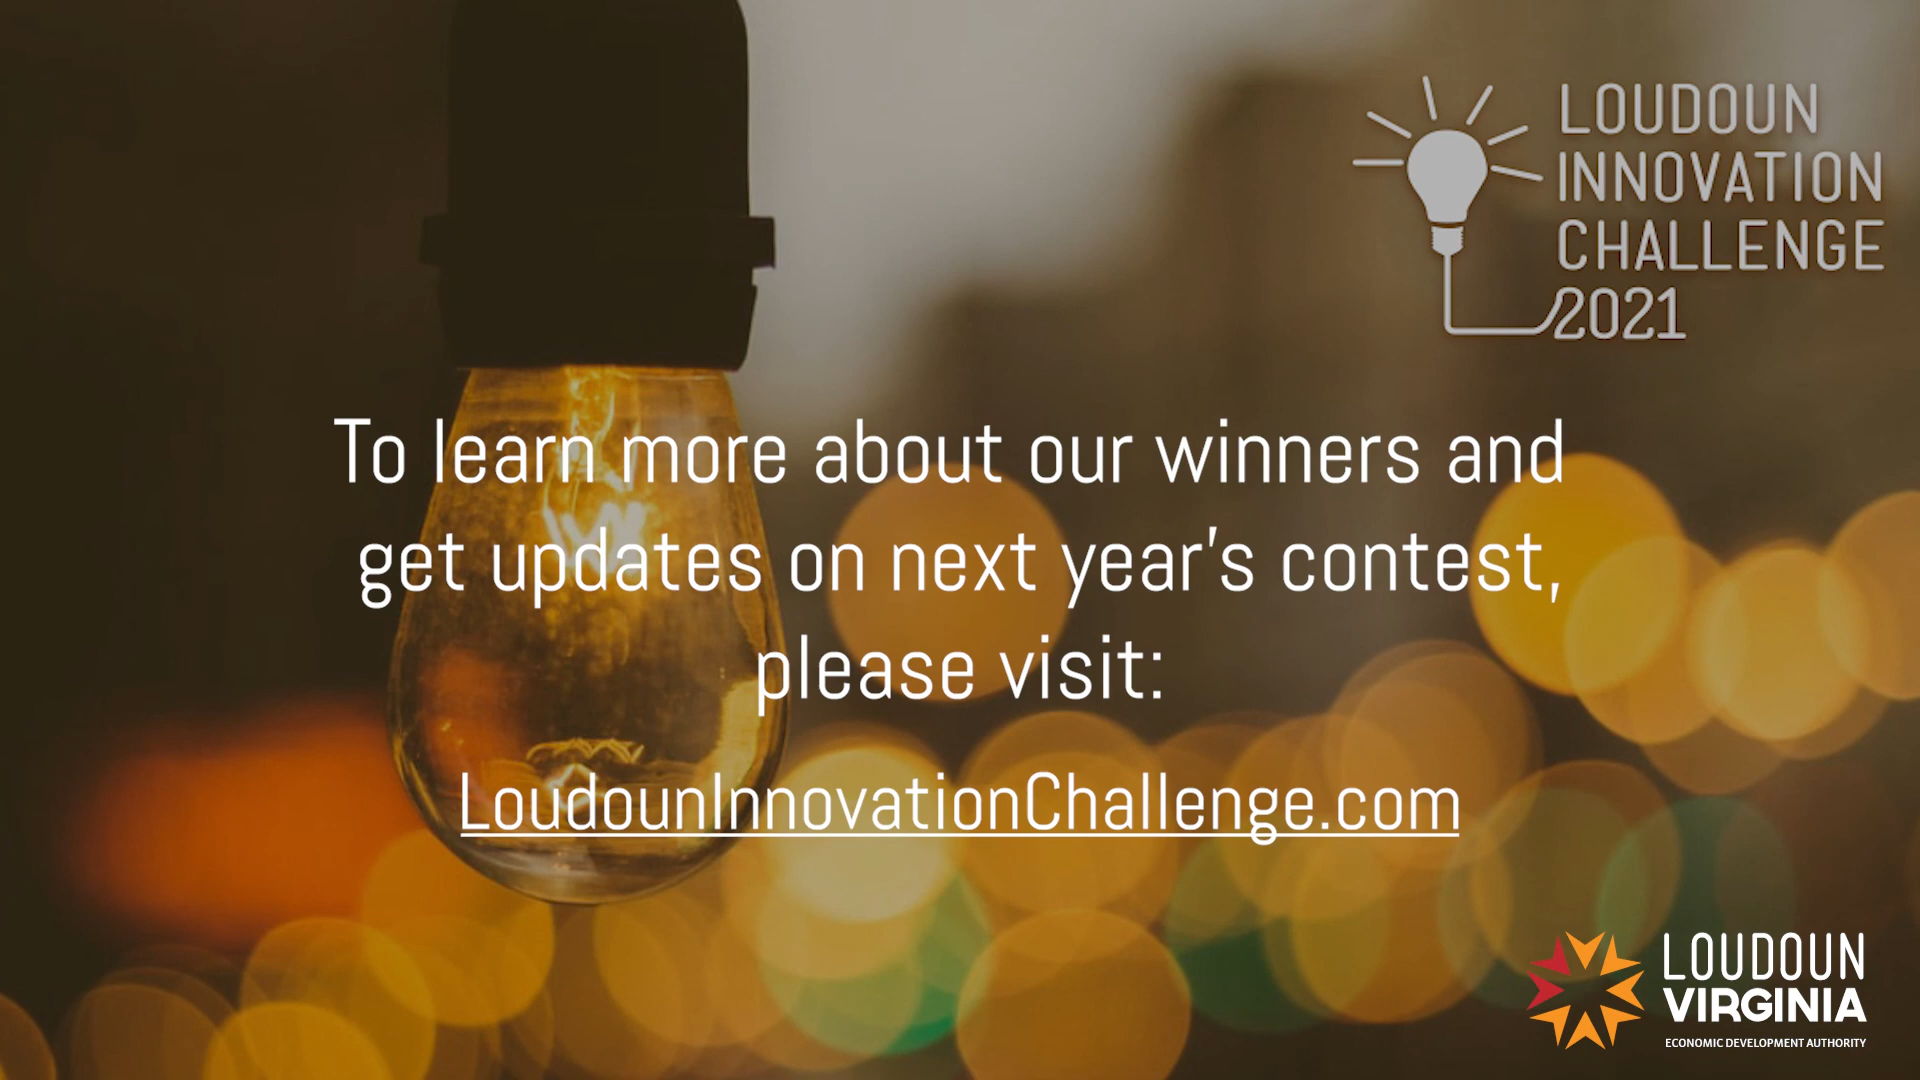 LOUDOUN
INNOVATION
CHALLENGE
2021
To learn more about our winners and
get updates on next year's contest,
please visit:
LoudounInnovationChallenge.com
LOUDOUN
VIRGINIA
ECONOMIC DEVELOPMENT AUTHORITY